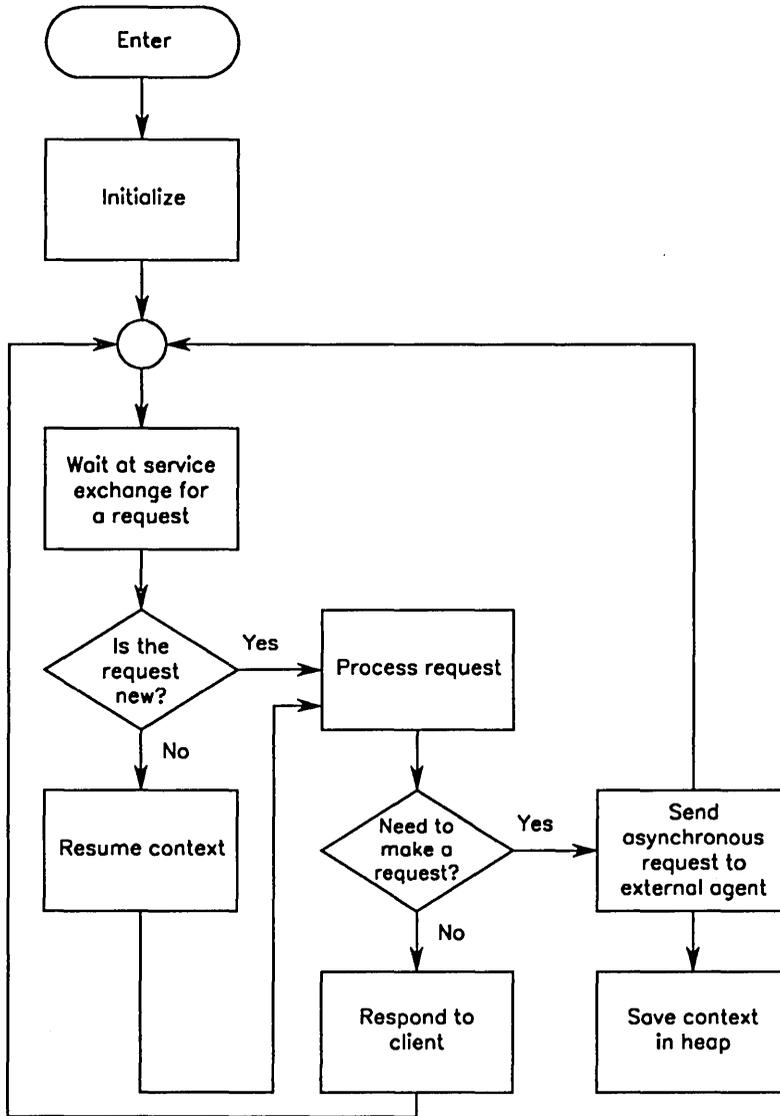 Enter
Initialize
Wait at service
exchange for
a request
Is the
request
new?
Yes
Process request
No
Resume context
Need to
make a
request?
Yes
Send
asynchronous
request to
external agent
No
Respond to
client
Save context
in heap